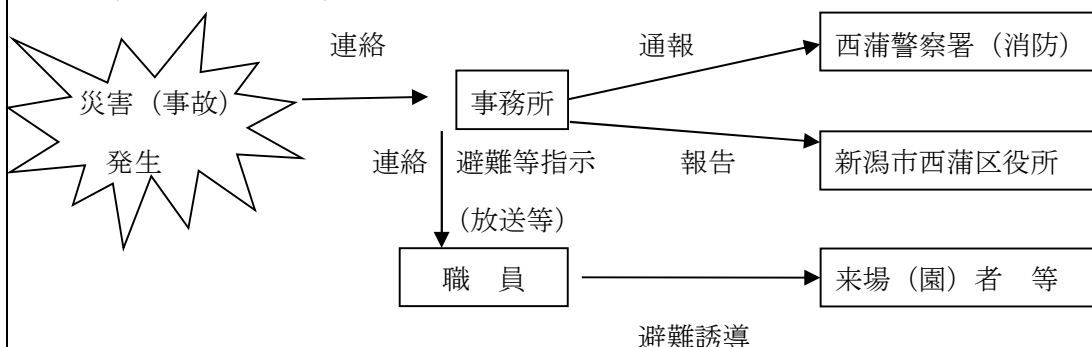 連絡
通報
西蒲警察署（消防）
災害（事故）
発生
事務所
連絡
避難等指示
（放送等）
報告
新潟市西蒲区役所
職　員
来場（園）者　等
避難誘導